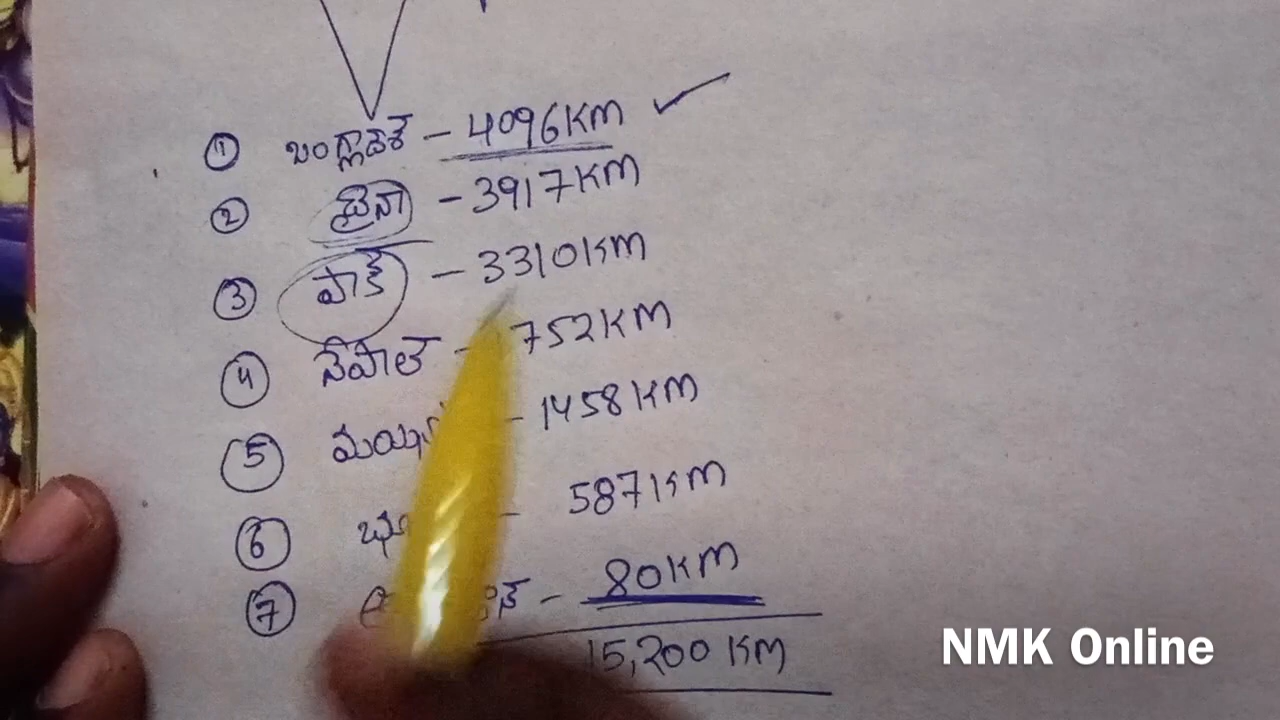 ① బంగ్లాదేశ్ - 4096KM ✓
② చైనా - 3917KM
③ పాక్ - 3310KM
④ నేపాల్ - 752KM
⑤ - 1458KM
⑥ - 587KM
⑦ - 80KM
15,200 KM
NMK Online